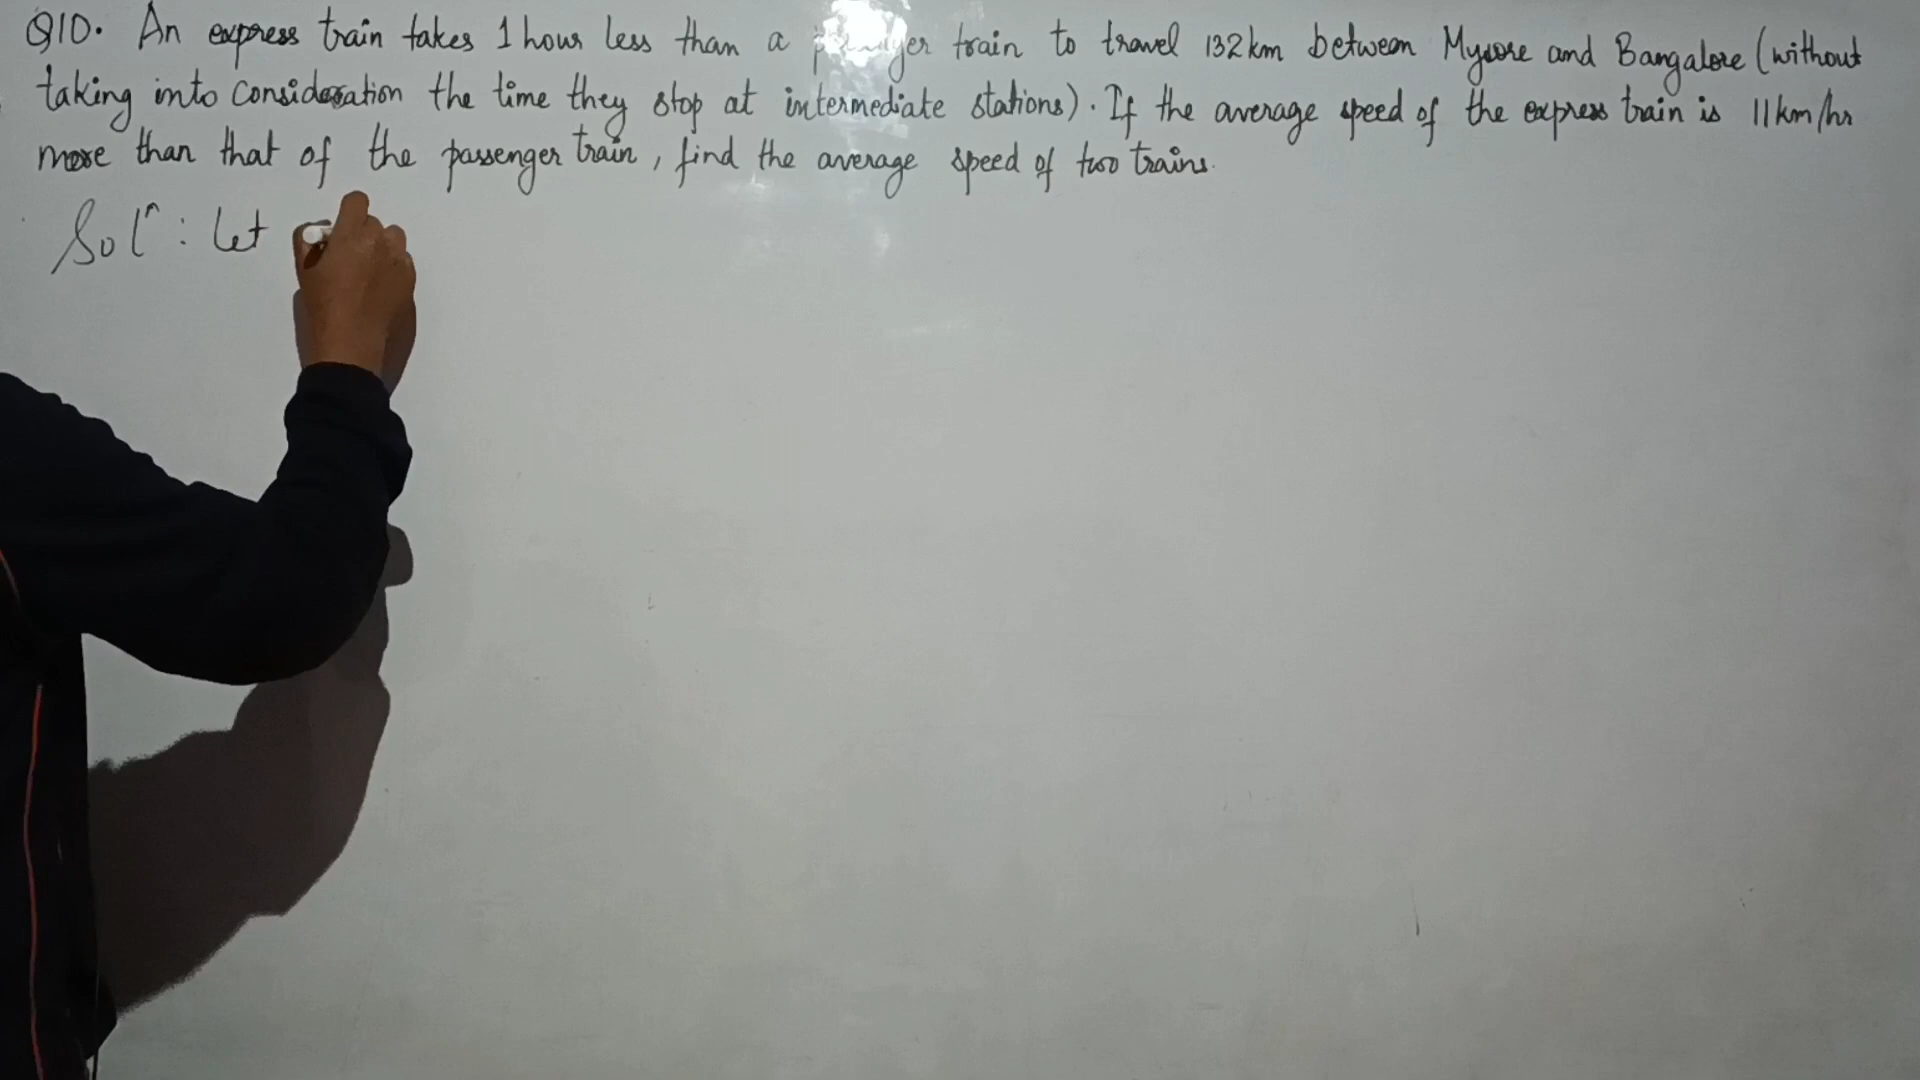 Q10. An express train takes 1 hour less than a train to travel 132 km between Mysore and Bangalore (without
taking into consideration the time they stop at intermediate stations). If the average speed of the express train is 11 km/hr
more than that of the passenger train, find the average speed of two trains.
Solⁿ: Let